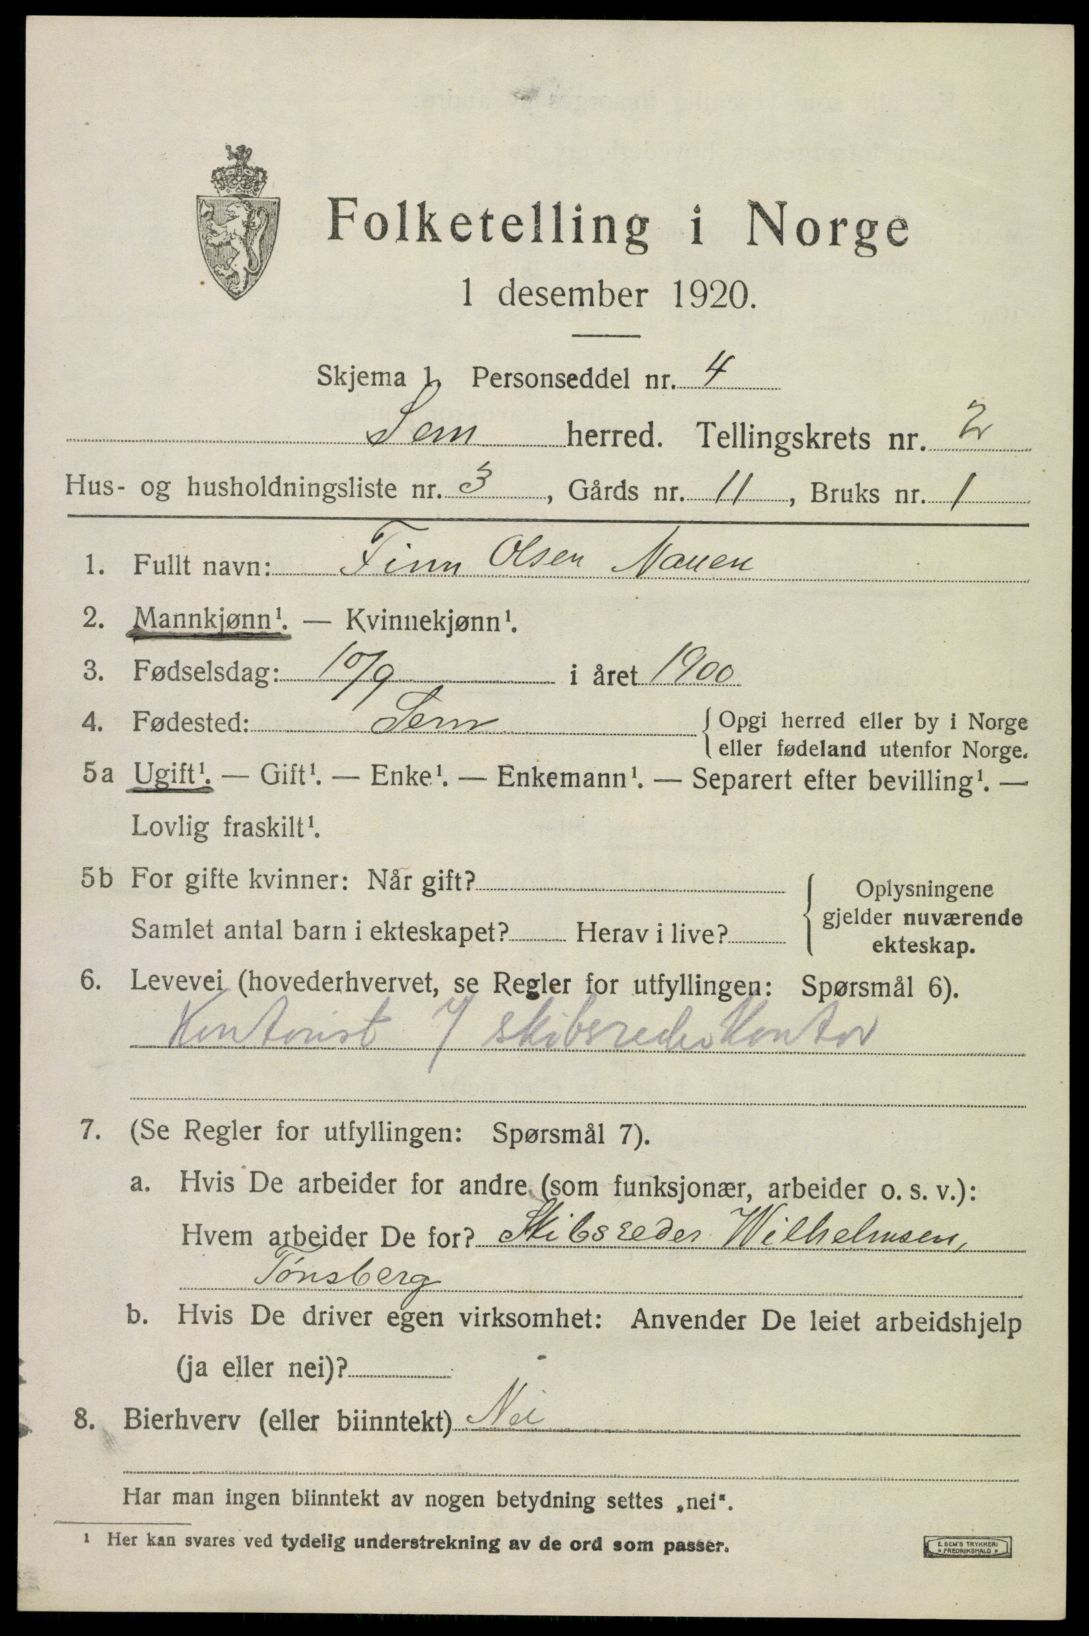 Folketelling i Norge
1 desember 1920.
Skjema 1. Personseddel nr. 4
Sem herred. Tellingskrets nr. 2
Hus- og husholdningsliste nr. 3, Gårds nr. 11, Bruks nr. 1
1. Fullt navn: Finn Olsen Nauen
2. Mannkjønn¹. — Kvinnekjønn¹.
3. Fødselsdag: 10/9 i året 1900
4. Fødested: Sem { Opgi herred eller by i Norge
eller fødeland utenfor Norge.
5a Ugift¹. — Gift¹. — Enke¹. — Enkemann¹. — Separert efter bevilling¹. —
Lovlig fraskilt¹.
5b For gifte kvinner: Når gift?
Samlet antal barn i ekteskapet? Herav i live?
Oplysningene
gjelder nuværende
ekteskap.
6. Levevei (hovederhvervet, se Regler for utfyllingen: Spørsmål 6).
Kontorist i skibsrederkontor
7. (Se Regler for utfyllingen: Spørsmål 7).
a. Hvis De arbeider for andre (som funksjonær, arbeider o. s. v.):
Hvem arbeider De for? Skibsreder Wilhelmsen,
Tønsberg
b. Hvis De driver egen virksomhet: Anvender De leiet arbeidshjelp
(ja eller nei)?
8. Bierhverv (eller biinntekt) Nei
Har man ingen biinntekt av nogen betydning settes „nei“.
¹ Her kan svares ved tydelig understrekning av de ord som passer.
E. SEM'S TRYKKERI
FREDRIKSHALD